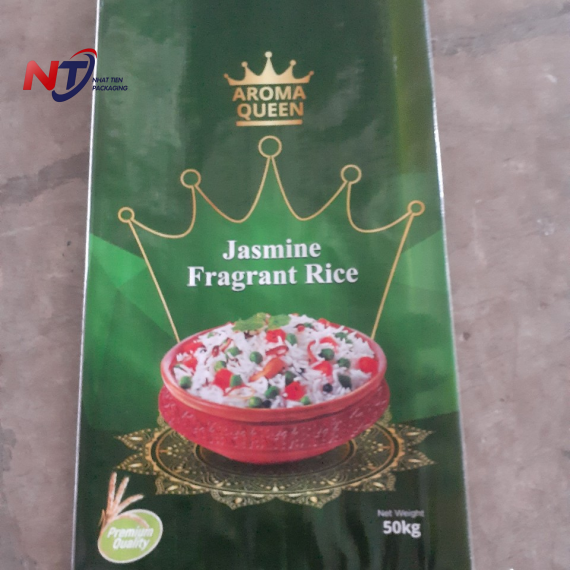 NT
NHAT TIEN
PACKAGING
AROMA
QUEEN
Jasmine
Fragrant Rice
Net Weight
50kg
Premium
Quality